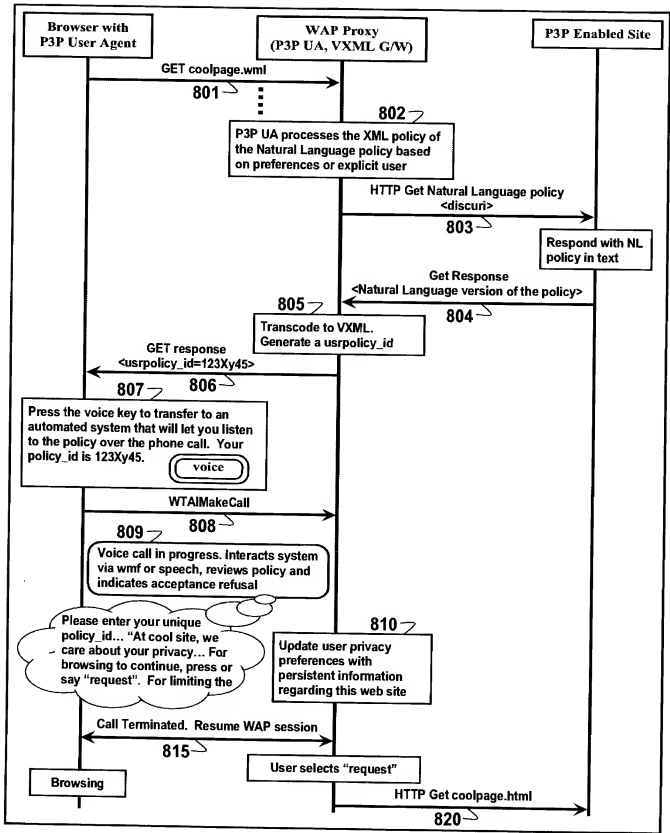 Browser with
P3P User Agent
WAP Proxy
(P3P UA, VXML G/W)
P3P Enabled Site
GET coolpage.wml
801
802
P3P UA processes the XML policy of
the Natural Language policy based
on preferences or explicit user
HTTP Get Natural Language policy
<discuri>
803
Respond with NL
policy in text
Get Response
<Natural Language version of the policy>
804
805
Transcode to VXML.
Generate a usrpolicy_id
GET response
<usrpolicy_id=123Xy45>
806
807
Press the voice key to transfer to an
automated system that will let you listen
to the policy over the phone call. Your
policy_id is 123Xy45.
voice
WTAIMakeCall
808
809
Voice call in progress. Interacts system
via wmf or speech, reviews policy and
indicates acceptance refusal
Please enter your unique
policy_id... “At cool site, we
care about your privacy... For
browsing to continue, press or
say “request”. For limiting the
810
Update user privacy
preferences with
persistent information
regarding this web site
Call Terminated. Resume WAP session
815
User selects “request”
Browsing
HTTP Get coolpage.html
820